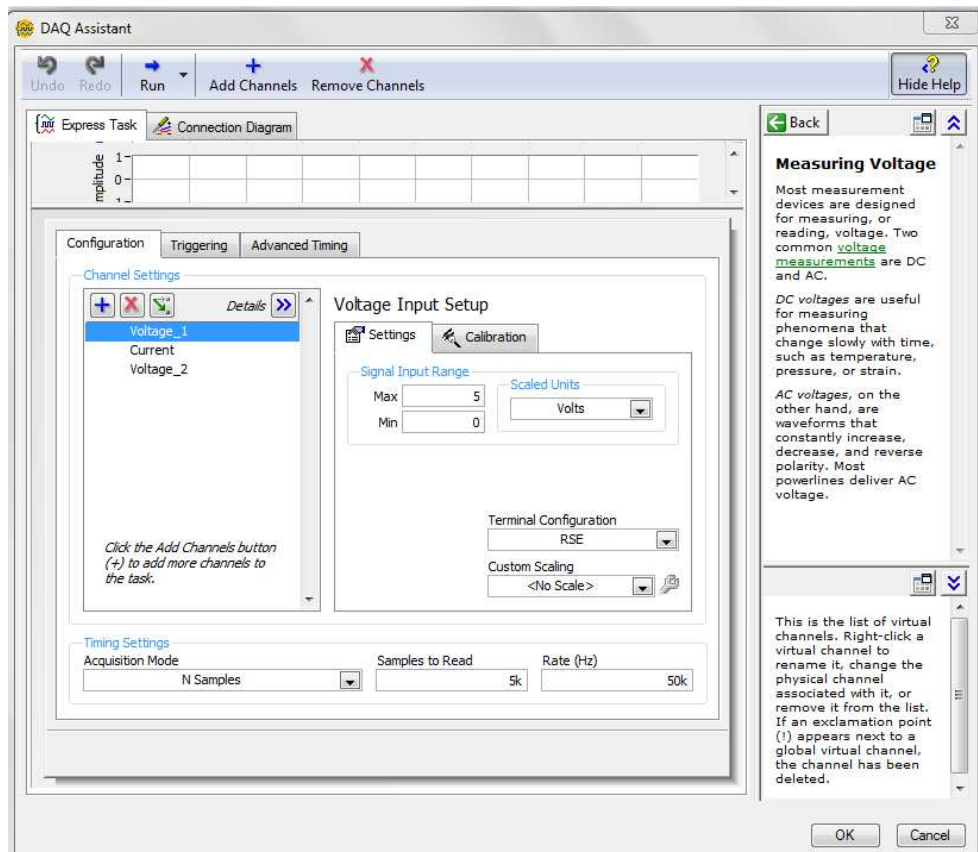 DAQ Assistant
Undo Redo Run Add Channels Remove Channels Hide Help
Express Task Connection Diagram
mplitude
1
0
Configuration Triggering Advanced Timing
Channel Settings
Details
Voltage_1
Current
Voltage_2
Click the Add Channels button
(+) to add more channels to
the task.
Voltage Input Setup
Settings Calibration
Signal Input Range
Max 5
Min 0
Scaled Units
Volts
Terminal Configuration
RSE
Custom Scaling
<No Scale>
Timing Settings
Acquisition Mode Samples to Read Rate (Hz)
N Samples 5k 50k
Back
Measuring Voltage
Most measurement
devices are designed
for measuring, or
reading, voltage. Two
common voltage
measurements are DC
and AC.
DC voltages are useful
for measuring
phenomena that
change slowly with time,
such as temperature,
pressure, or strain.
AC voltages, on the
other hand, are
waveforms that
constantly increase,
decrease, and reverse
polarity. Most
powerlines deliver AC
voltage.
This is the list of virtual
channels. Right-click a
virtual channel to
rename it, change the
physical channel
associated with it, or
remove it from the list.
If an exclamation point
(!) appears next to a
global virtual channel,
the channel has been
deleted.
OK Cancel